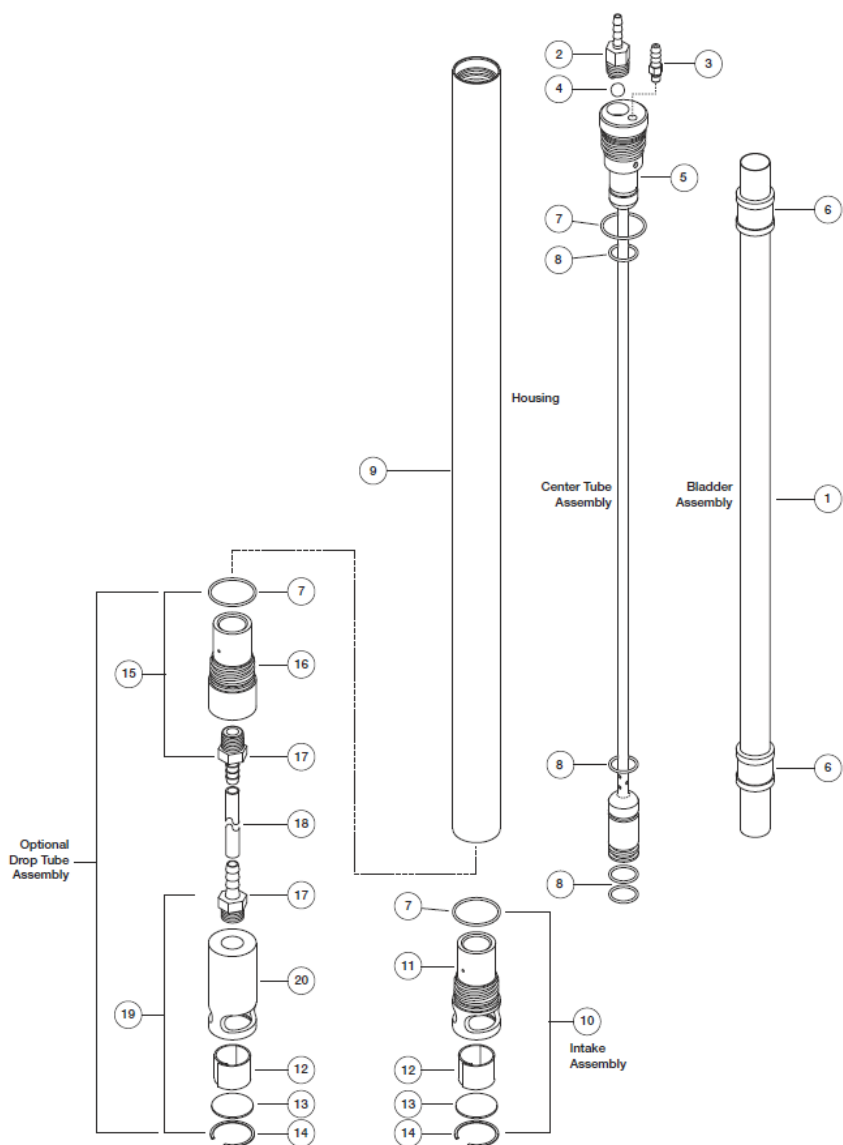 2
3
4
5
7
8
6
Housing
9
Center Tube
Assembly
Bladder
Assembly
1
7
16
15
17
18
Optional
Drop Tube
Assembly
17
20
19
12
13
14
8
6
8
7
11
10
Intake
Assembly
12
13
14